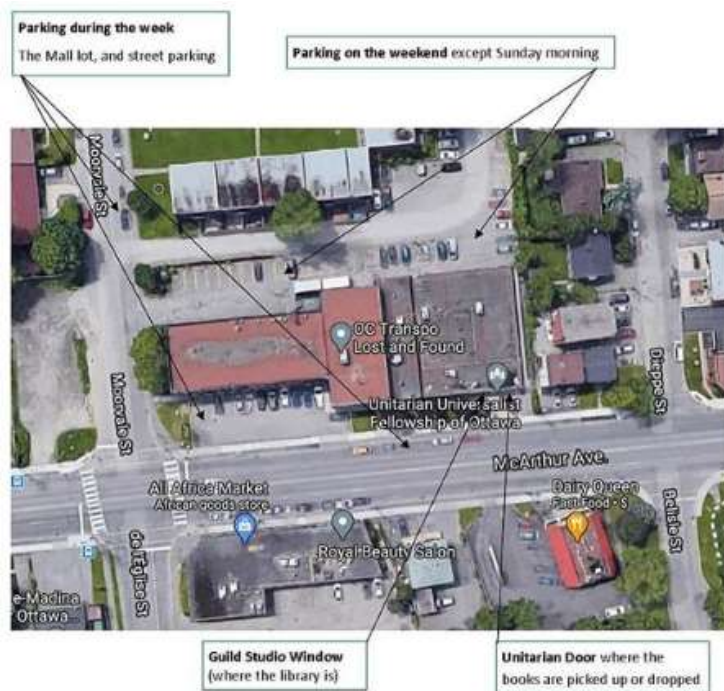 Parking during the week
The Mall lot, and street parking
Parking on the weekend except Sunday morning
Moorvale St
OC Transpo
Lost and Found
Moorvale St
Unitarian Universalist
Fellowship of Ottawa
Dieppe St
McArthur Ave.
All Africa Market
African goods store
Dairy Queen
Fast Food • $
Royal Beauty Salon
de l'Église St
Belisle St
e-Madina
Ottawa...
Guild Studio Window
(where the library is)
Unitarian Door where the
books are picked up or dropped